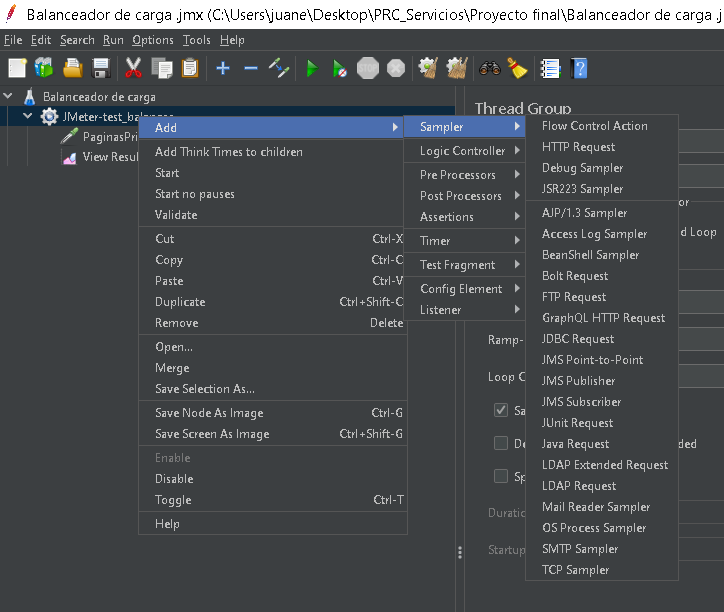 Balanceador de carga .jmx (C:\Users\juane\Desktop\PRC_Servicios\Proyecto final\Balanceador de carga .j
File Edit Search Run Options Tools Help
Balanceador de carga
JMeter-test_balance
PaginasPri
View Resul
Add
Add Think Times to children
Start
Start no pauses
Validate
Cut Ctrl-X
Copy Ctrl-C
Paste Ctrl-V
Duplicate Ctrl+Shift-C
Remove Delete
Open...
Merge
Save Selection As...
Save Node As Image Ctrl-G
Save Screen As Image Ctrl+Shift-G
Enable
Disable
Toggle Ctrl-T
Help
Sampler
Logic Controller
Pre Processors
Post Processors
Assertions
Timer
Test Fragment
Config Element
Listener
Flow Control Action
HTTP Request
Debug Sampler
JSR223 Sampler
AJP/1.3 Sampler
Access Log Sampler
BeanShell Sampler
Bolt Request
FTP Request
GraphQL HTTP Request
JDBC Request
JMS Point-to-Point
JMS Publisher
JMS Subscriber
JUnit Request
Java Request
LDAP Extended Request
LDAP Request
Mail Reader Sampler
OS Process Sampler
SMTP Sampler
TCP Sampler
Thread Group
or
d Loop
Ramp-
Loop C
Sa
De
ded
Sp
Duratio
Startup